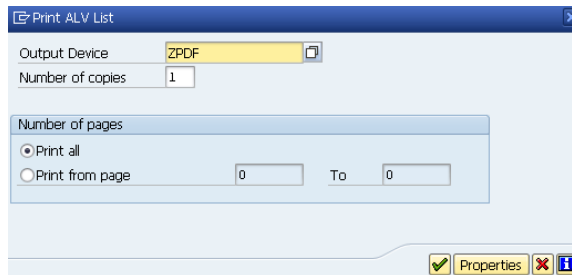 Print ALV List
Output Device ZPDF
Number of copies 1
Number of pages
Print all
Print from page 0 To 0
Properties